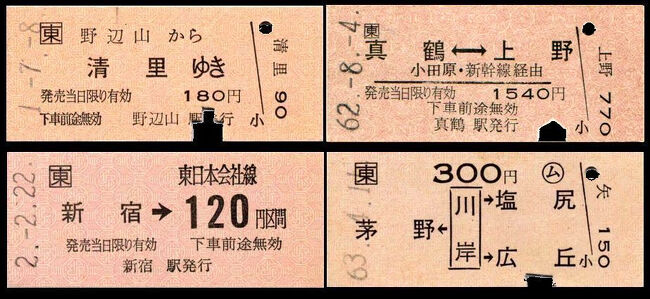 1.-7.-8.
東 野辺山 から
清里 ゆき
発売当日限り有効 180円
下車前途無効 野辺山 駅発行
清里 90
小
62.-8.-4.
東
真鶴↔上野
小田原・新幹線経由
発売当日限り有効 1540円
下車前途無効
真鶴 駅発行
上野 770
小
2.-2.22.
東 東日本会社線
新宿→120円区間
発売当日限り有効 下車前途無効
新宿 駅発行
63.
東 300円 ム
茅野←川岸→塩尻
→広丘
矢 150
小